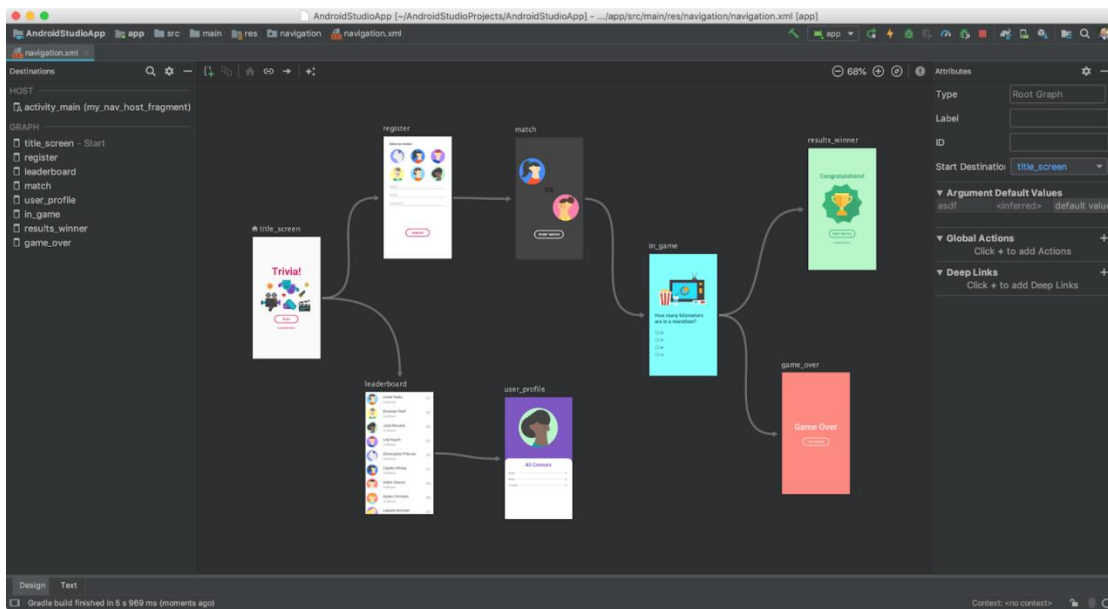 AndroidStudioApp [~/AndroidStudioProjects/AndroidStudioApp] - .../app/src/main/res/navigation/navigation.xml [app]
AndroidStudioApp app src main res navigation navigation.xml app
navigation.xml
Destinations 68% Attributes
HOST
activity_main (my_nav_host_fragment)
GRAPH
title_screen - Start
register
leaderboard
match
user_profile
in_game
results_winner
game_over
register
match
VS
results_winner
Congratulations!
title_screen
Trivia!
in_game
How many kilometers
are in a marathon?
leaderboard
user_profile
Ali Connors
game_over
Game Over
Type Root Graph
Label
ID
Start Destination title_screen
Argument Default Values
asdf <inferred> default value
Global Actions +
Click + to add Actions
Deep Links +
Click + to add Deep Links
Design Text
Gradle build finished in 5 s 969 ms (moments ago) Context: <no context>